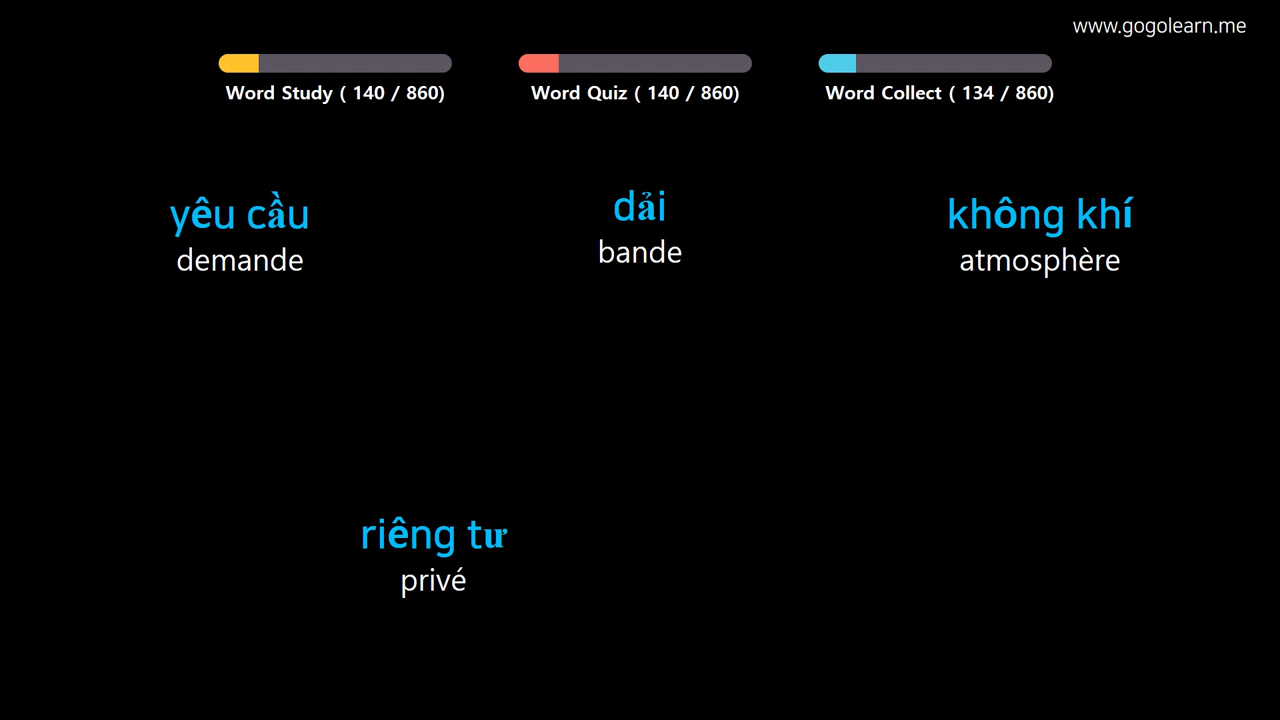 www.gogolearn.me
Word Study ( 140 / 860)
Word Quiz ( 140 / 860)
Word Collect ( 134 / 860)
yêu cầu
demande
dải
bande
không khí
atmosphère
riêng tư
privé